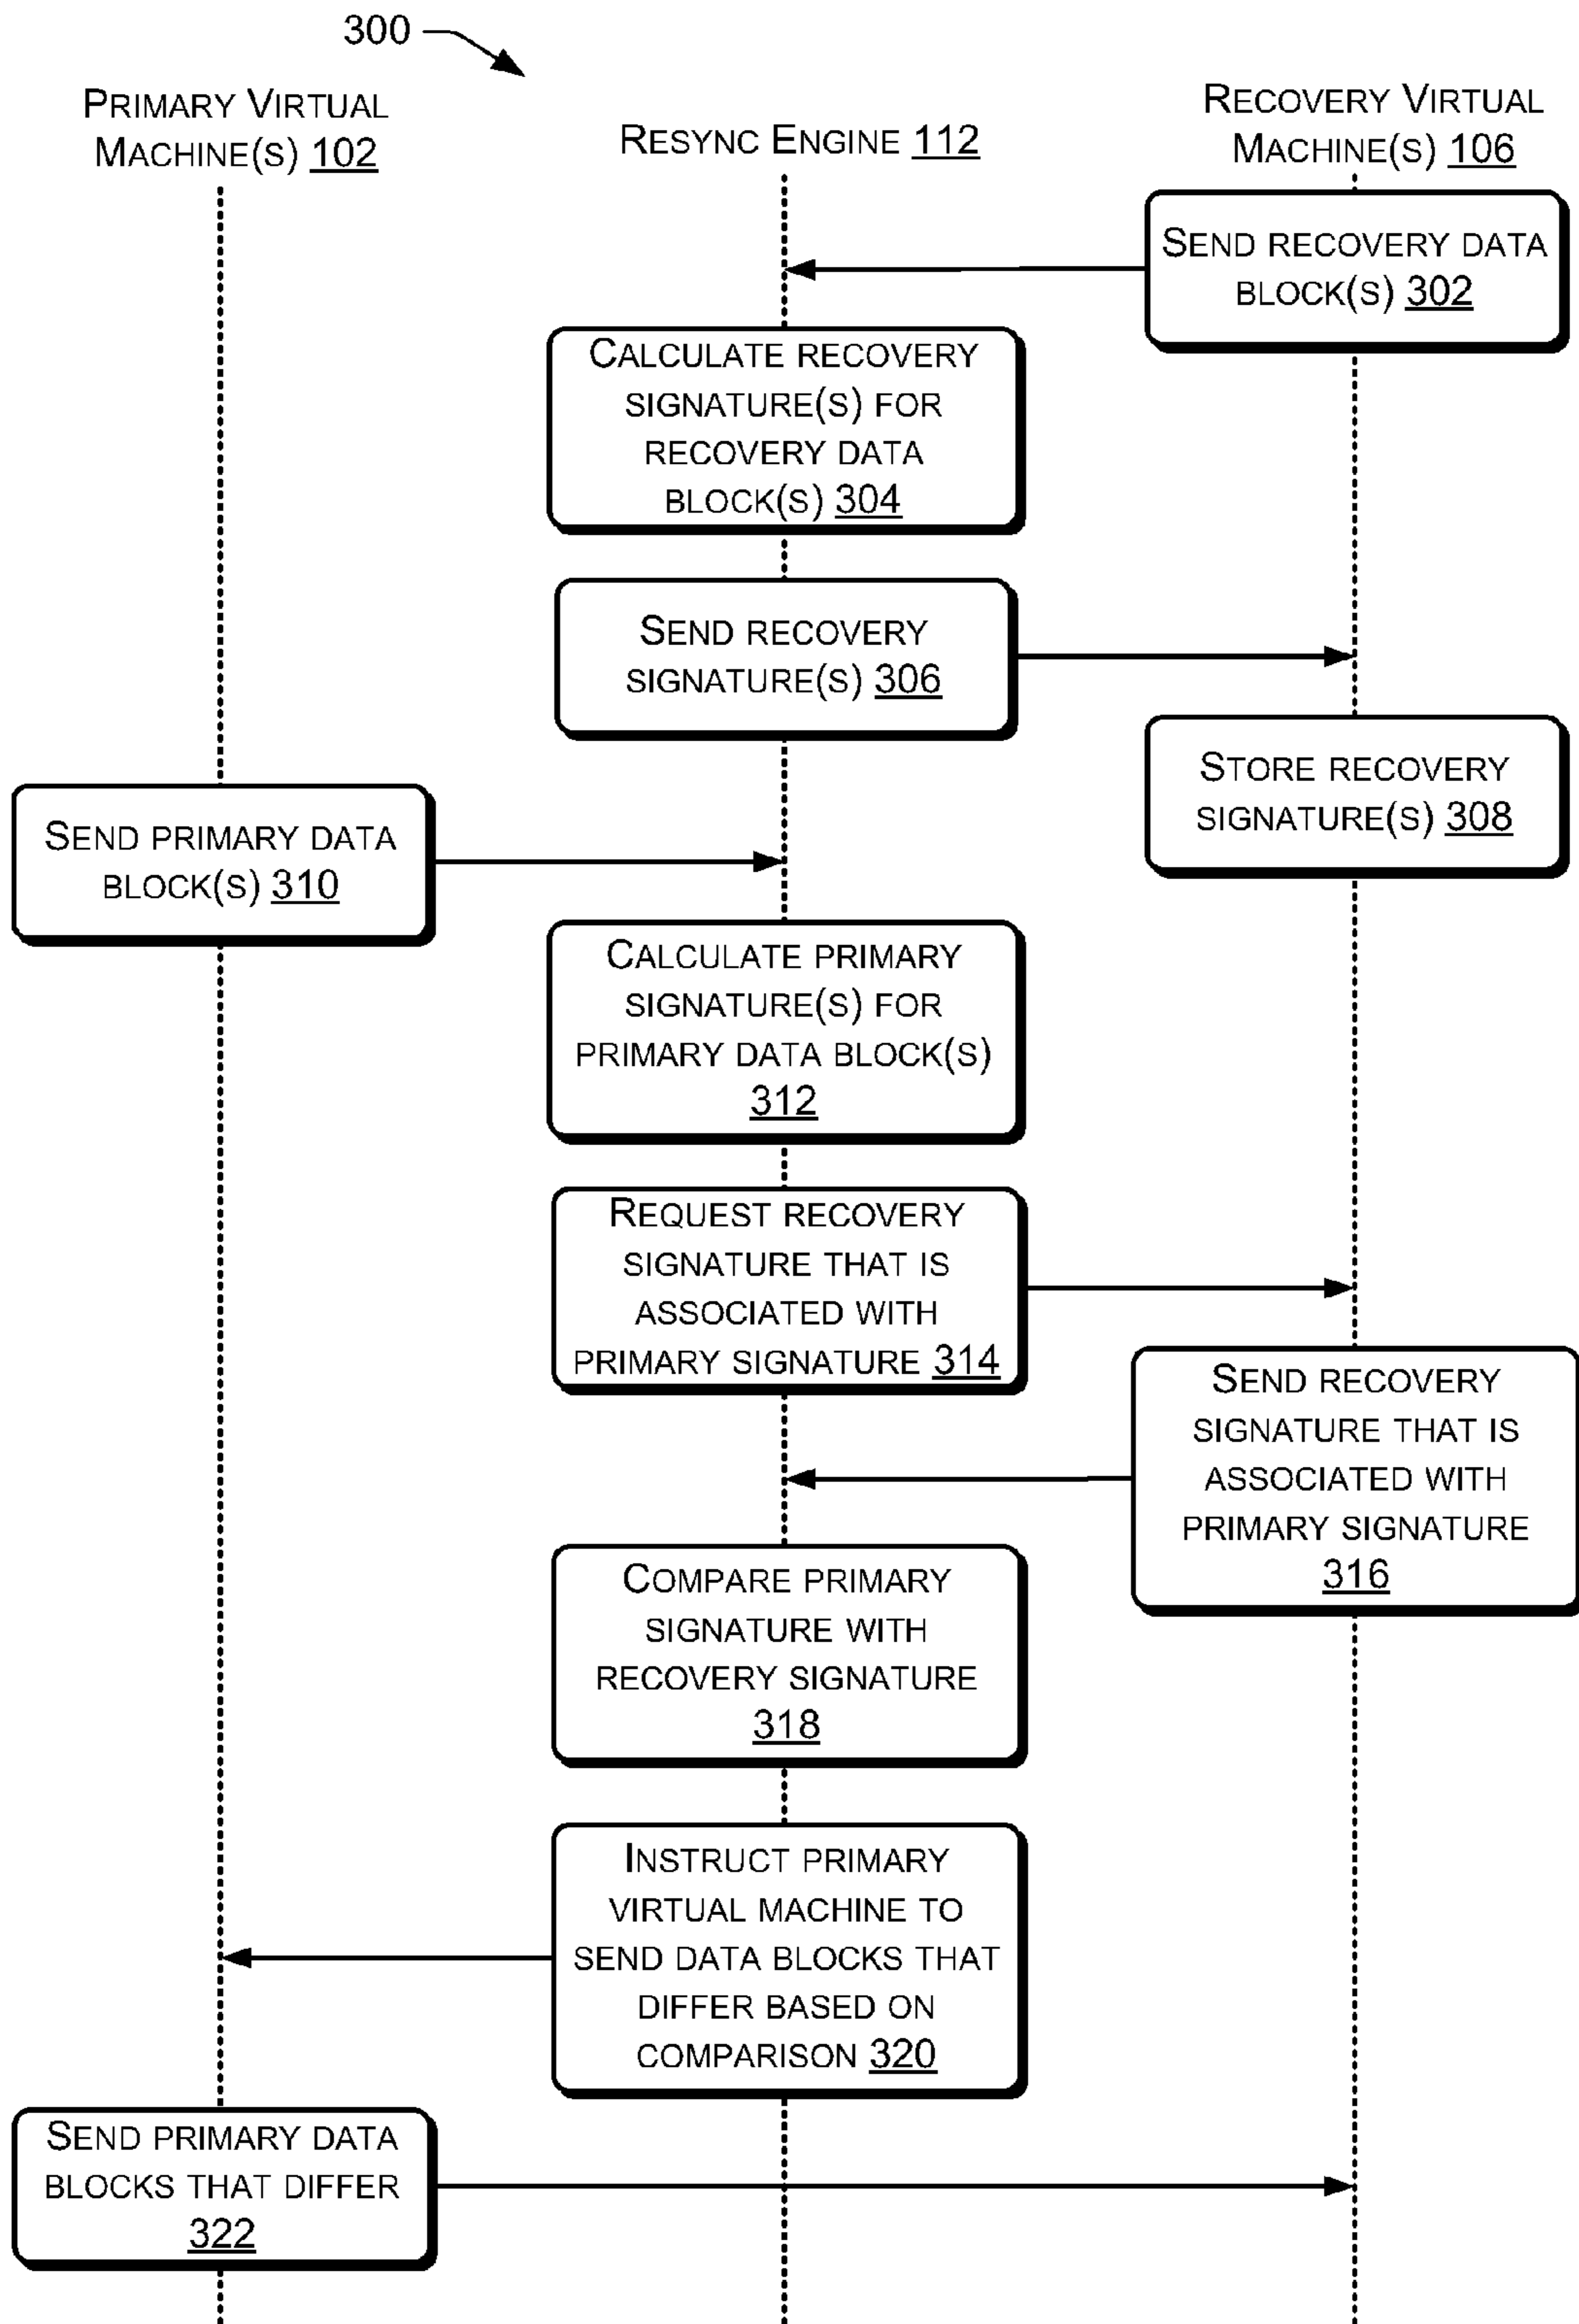 300
PRIMARY VIRTUAL
MACHINE(S) 102
RESYNC ENGINE 112
RECOVERY VIRTUAL
MACHINE(S) 106
SEND RECOVERY DATA
BLOCK(S) 302
CALCULATE RECOVERY
SIGNATURE(S) FOR
RECOVERY DATA
BLOCK(S) 304
SEND RECOVERY
SIGNATURE(S) 306
STORE RECOVERY
SIGNATURE(S) 308
SEND PRIMARY DATA
BLOCK(S) 310
CALCULATE PRIMARY
SIGNATURE(S) FOR
PRIMARY DATA BLOCK(S)
312
REQUEST RECOVERY
SIGNATURE THAT IS
ASSOCIATED WITH
PRIMARY SIGNATURE 314
SEND RECOVERY
SIGNATURE THAT IS
ASSOCIATED WITH
PRIMARY SIGNATURE
316
COMPARE PRIMARY
SIGNATURE WITH
RECOVERY SIGNATURE
318
INSTRUCT PRIMARY
VIRTUAL MACHINE TO
SEND DATA BLOCKS THAT
DIFFER BASED ON
COMPARISON 320
SEND PRIMARY DATA
BLOCKS THAT DIFFER
322